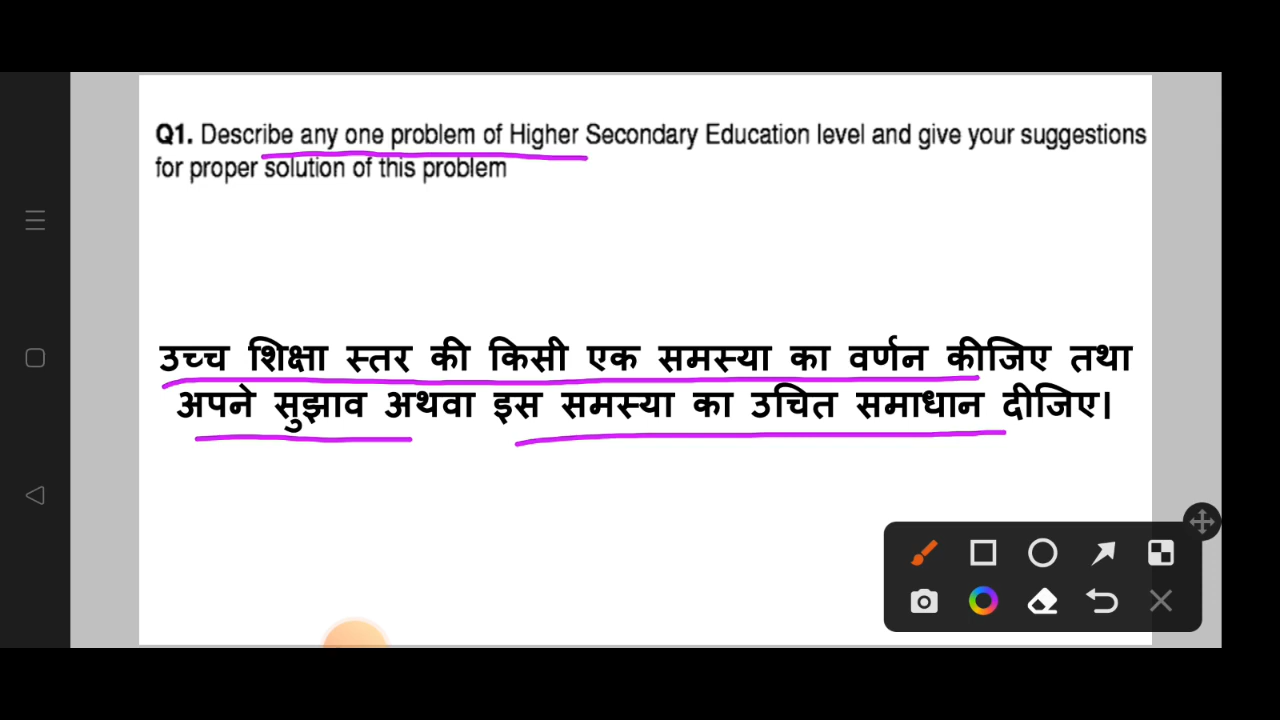 Q1. Describe any one problem of Higher Secondary Education level and give your suggestions
for proper solution of this problem
उच्च शिक्षा स्तर की किसी एक समस्या का वर्णन कीजिए तथा
अपने सुझाव अथवा इस समस्या का उचित समाधान दीजिए।